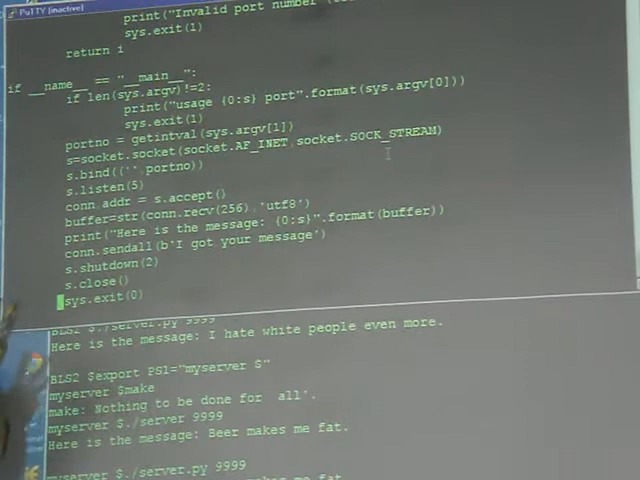 PuTTY (inactive)
print("Invalid port number
sys.exit(1)
return i
if __name__ == "__main__":
if len(sys.argv)!=2:
print("usage {0:s} port".format(sys.argv[0]))
sys.exit(1)
portno = getintval(sys.argv[1])
s=socket.socket(socket.AF_INET,socket.SOCK_STREAM)
s.bind(('',portno))
s.listen(5)
conn,addr = s.accept()
buffer=str(conn.recv(256),'utf8')
print("Here is the message: {0:s}".format(buffer))
conn.sendall(b'I got your message')
s.shutdown(2)
s.close()
sys.exit(0)
BLS2 $./server.py 9999
Here is the message: I hate white people even more.
BLS2 $export PS1="myserver $"
myserver $make
make: Nothing to be done for 'all'.
myserver $./server 9999
Here is the message: Beer makes me fat.
myserver $./server.py 9999
makes me fat